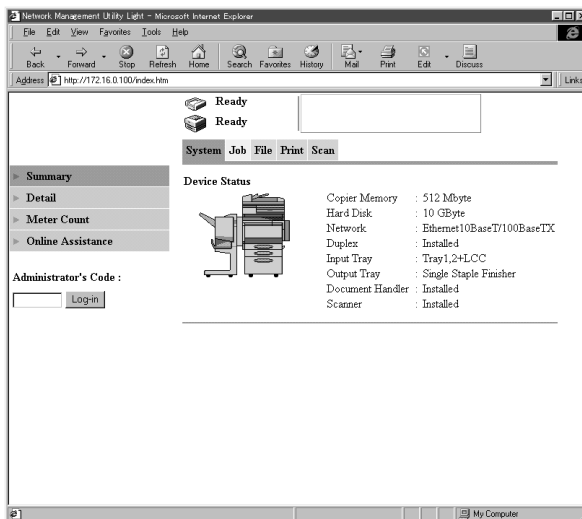 Network Management Utility Light - Microsoft Internet Explorer
File Edit View Favorites Tools Help
Back Forward Stop Refresh Home Search Favorites History Mail Print Edit Discuss
Address http://172.16.0.100/index.htm Links
Ready
Ready
System Job File Print Scan
Summary
Detail
Meter Count
Online Assistance
Administrator's Code :
Log-in
Device Status
Copier Memory : 512 Mbyte
Hard Disk : 10 GByte
Network : Ethernet10BaseT/100BaseTX
Duplex : Installed
Input Tray : Tray1,2+LCC
Output Tray : Single Staple Finisher
Document Handler : Installed
Scanner : Installed
My Computer